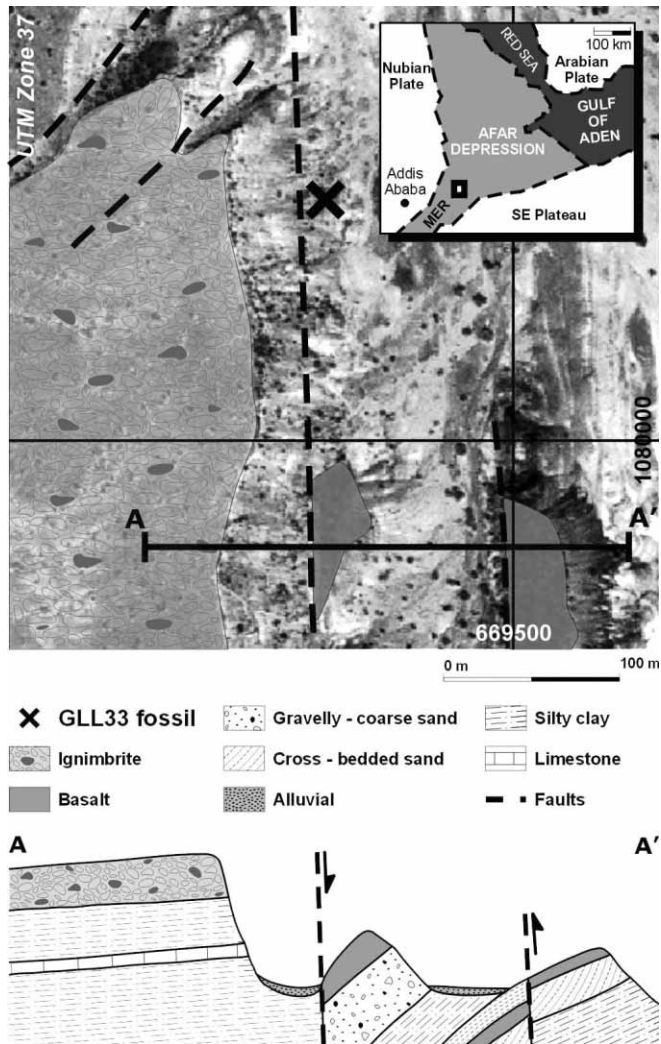 UTM Zone 37
100 km
RED SEA
Nubian
Plate
Arabian
Plate
GULF
OF
ADEN
AFAR
DEPRESSION
Addis
Ababa
MER
SE Plateau
1080000
A
A'
669500
0 m
100 m
GLL33 fossil
Gravelly - coarse sand
Silty clay
Ignimbrite
Cross - bedded sand
Limestone
Basalt
Alluvial
Faults
A
A'